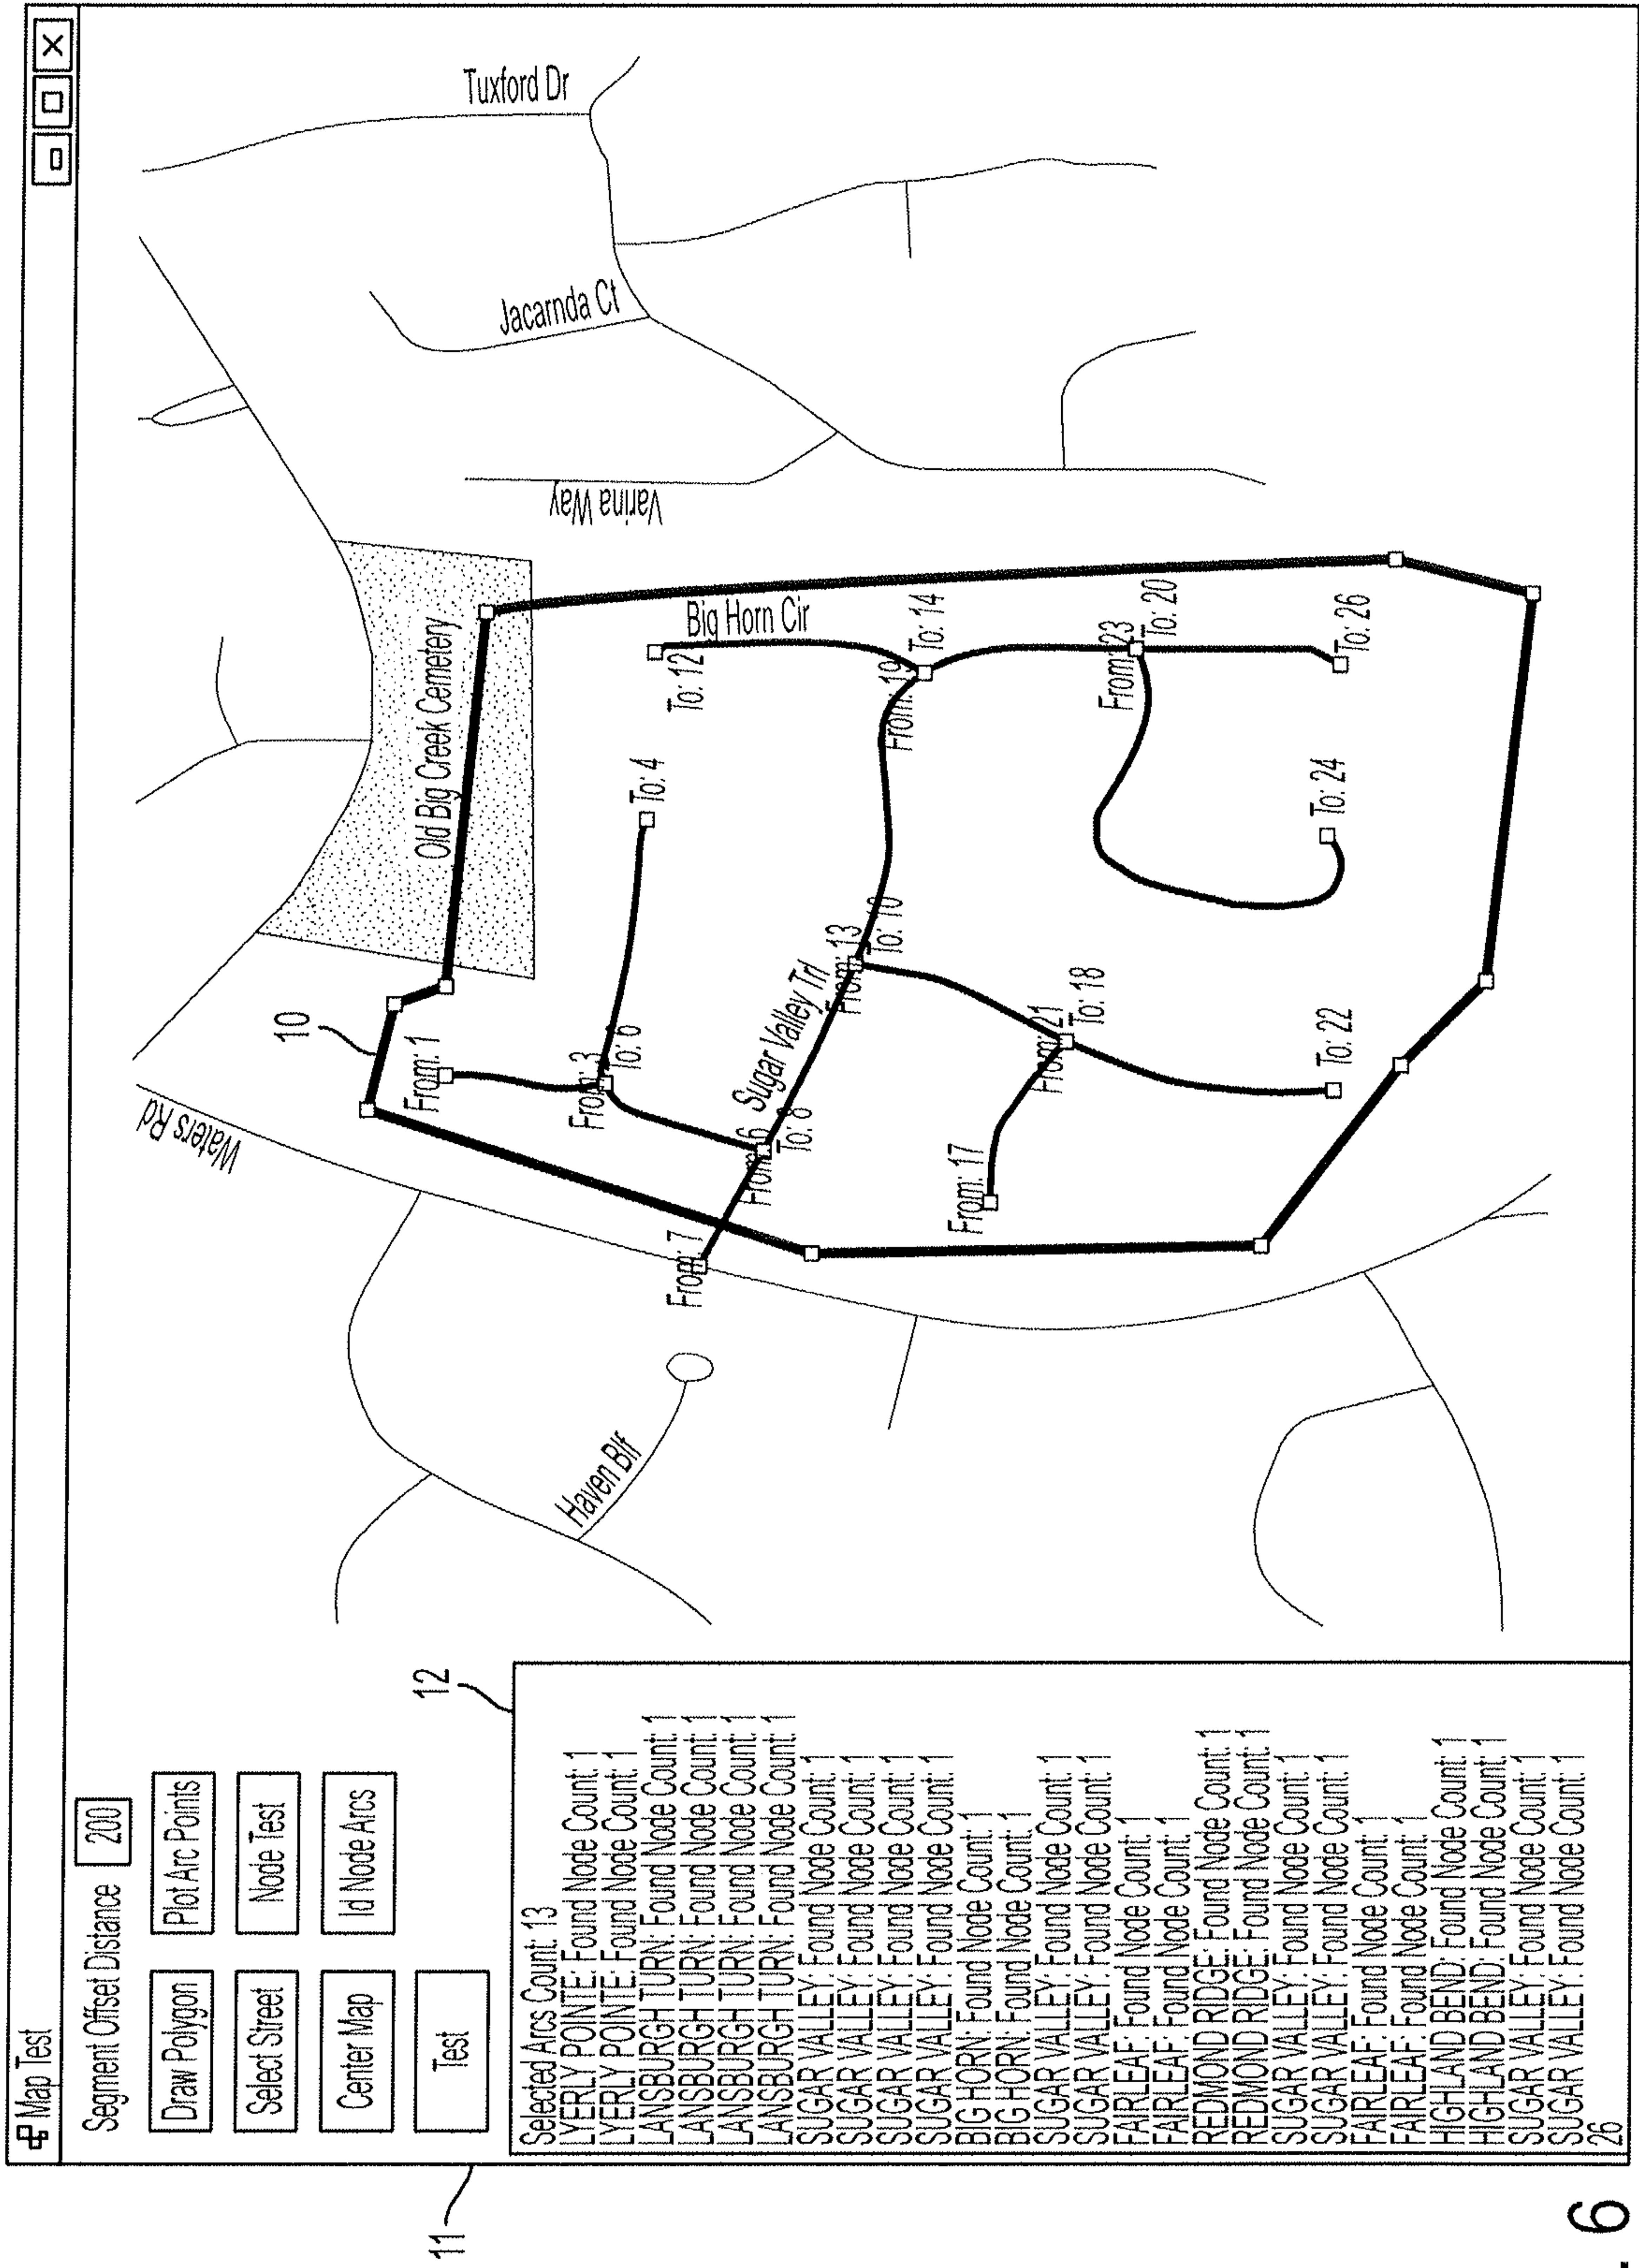 Map Test
Segment Offset Distance 200
Draw Polygon Plot Arc Points
Select Street Node Test
Center Map Id Node Arcs
Test
11
12
Selected Arcs Count: 13
LYERLY POINTE: Found Node Count: 1
LYERLY POINTE: Found Node Count: 1
LANSBURGH TURN: Found Node Count: 1
LANSBURGH TURN: Found Node Count: 1
LANSBURGH TURN: Found Node Count: 1
LANSBURGH TURN: Found Node Count: 1
SUGAR VALLEY: Found Node Count: 1
SUGAR VALLEY: Found Node Count: 1
SUGAR VALLEY: Found Node Count: 1
SUGAR VALLEY: Found Node Count: 1
BIG HORN: Found Node Count: 1
BIG HORN: Found Node Count: 1
SUGAR VALLEY: Found Node Count: 1
SUGAR VALLEY: Found Node Count: 1
FAIRLEAF: Found Node Count: 1
FAIRLEAF: Found Node Count: 1
REDMOND RIDGE: Found Node Count: 1
REDMOND RIDGE: Found Node Count: 1
SUGAR VALLEY: Found Node Count: 1
SUGAR VALLEY: Found Node Count: 1
FAIRLEAF: Found Node Count: 1
FAIRLEAF: Found Node Count: 1
HIGHLAND BEND: Found Node Count: 1
HIGHLAND BEND: Found Node Count: 1
SUGAR VALLEY: Found Node Count: 1
SUGAR VALLEY: Found Node Count: 1
26
Waters Rd
10
From: 1
Old Big Creek Cemetery
Tuxford Dr
Jacarnda Ct
Varina Way
Haven Blf
From: 3
To: 6
To: 4
To: 12
Big Horn Cir
From: 7
From: 6
To: 8
Sugar Valley Trl
From: 13
To: 10
From: 19
To: 14
From: 17
From: 21
To: 18
From: 23
To: 20
To: 22
To: 24
To: 26
. 6